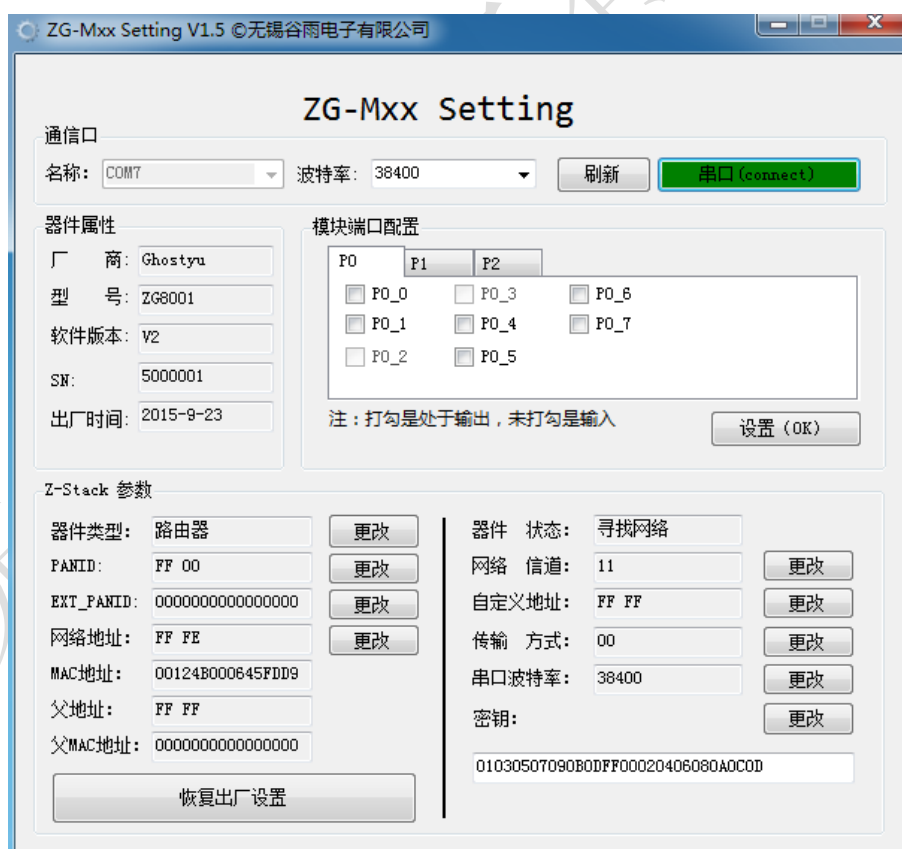 ZG-Mxx Setting V1.5 ©无锡谷雨电子有限公司
ZG-Mxx Setting
通信口
名称: COM7 波特率: 38400 刷新 串口(connect)
器件属性
厂 商: Ghostyu
型 号: ZG8001
软件版本: V2
SN: 5000001
出厂时间: 2015-9-23
模块端口配置
P0 P1 P2
P0_0 P0_3 P0_6
P0_1 P0_4 P0_7
P0_2 P0_5
注：打勾是处于输出，未打勾是输入
设置 (OK)
Z-Stack 参数
器件类型: 路由器 更改
PANID: FF 00 更改
EXT_PANID: 0000000000000000 更改
网络地址: FF FE 更改
MAC地址: 00124B000645FDD9
父地址: FF FF
父MAC地址: 0000000000000000
恢复出厂设置
器件 状态: 寻找网络
网络 信道: 11 更改
自定义地址: FF FF 更改
传输 方式: 00 更改
串口波特率: 38400 更改
密钥: 更改
01030507090B0DFF00020406080A0C0D